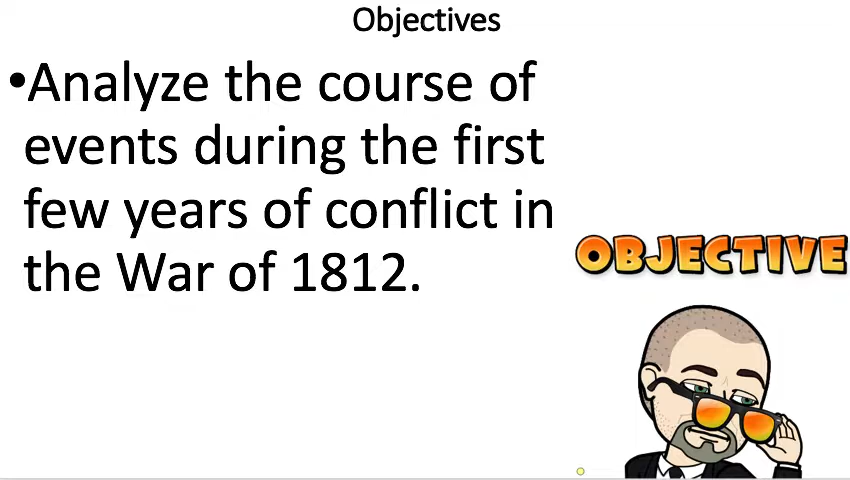 Objectives
•Analyze the course of
events during the first
few years of conflict in
the War of 1812.
OBJECTIVE